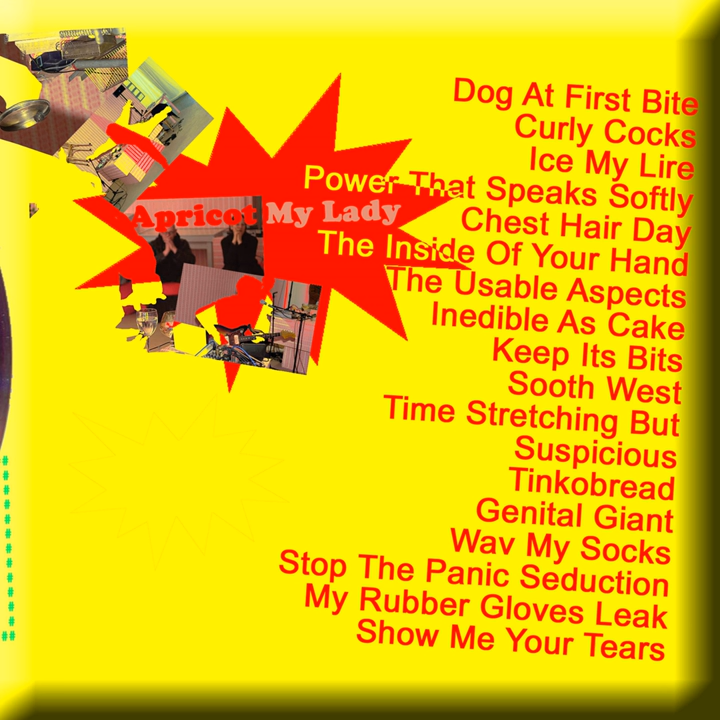 Dog At First Bite
Curly Cocks
Ice My Lire
Power That Speaks Softly
Chest Hair Day
Apricot My Lady
The Inside Of Your Hand
The Usable Aspects
Inedible As Cake
Keep Its Bits
Sooth West
Time Stretching But
Suspicious
Tinkobread
Genital Giant
Wav My Socks
Stop The Panic Seduction
My Rubber Gloves Leak
Show Me Your Tears
#
#
#
#
#
#
#
#
#
#
#
#
##